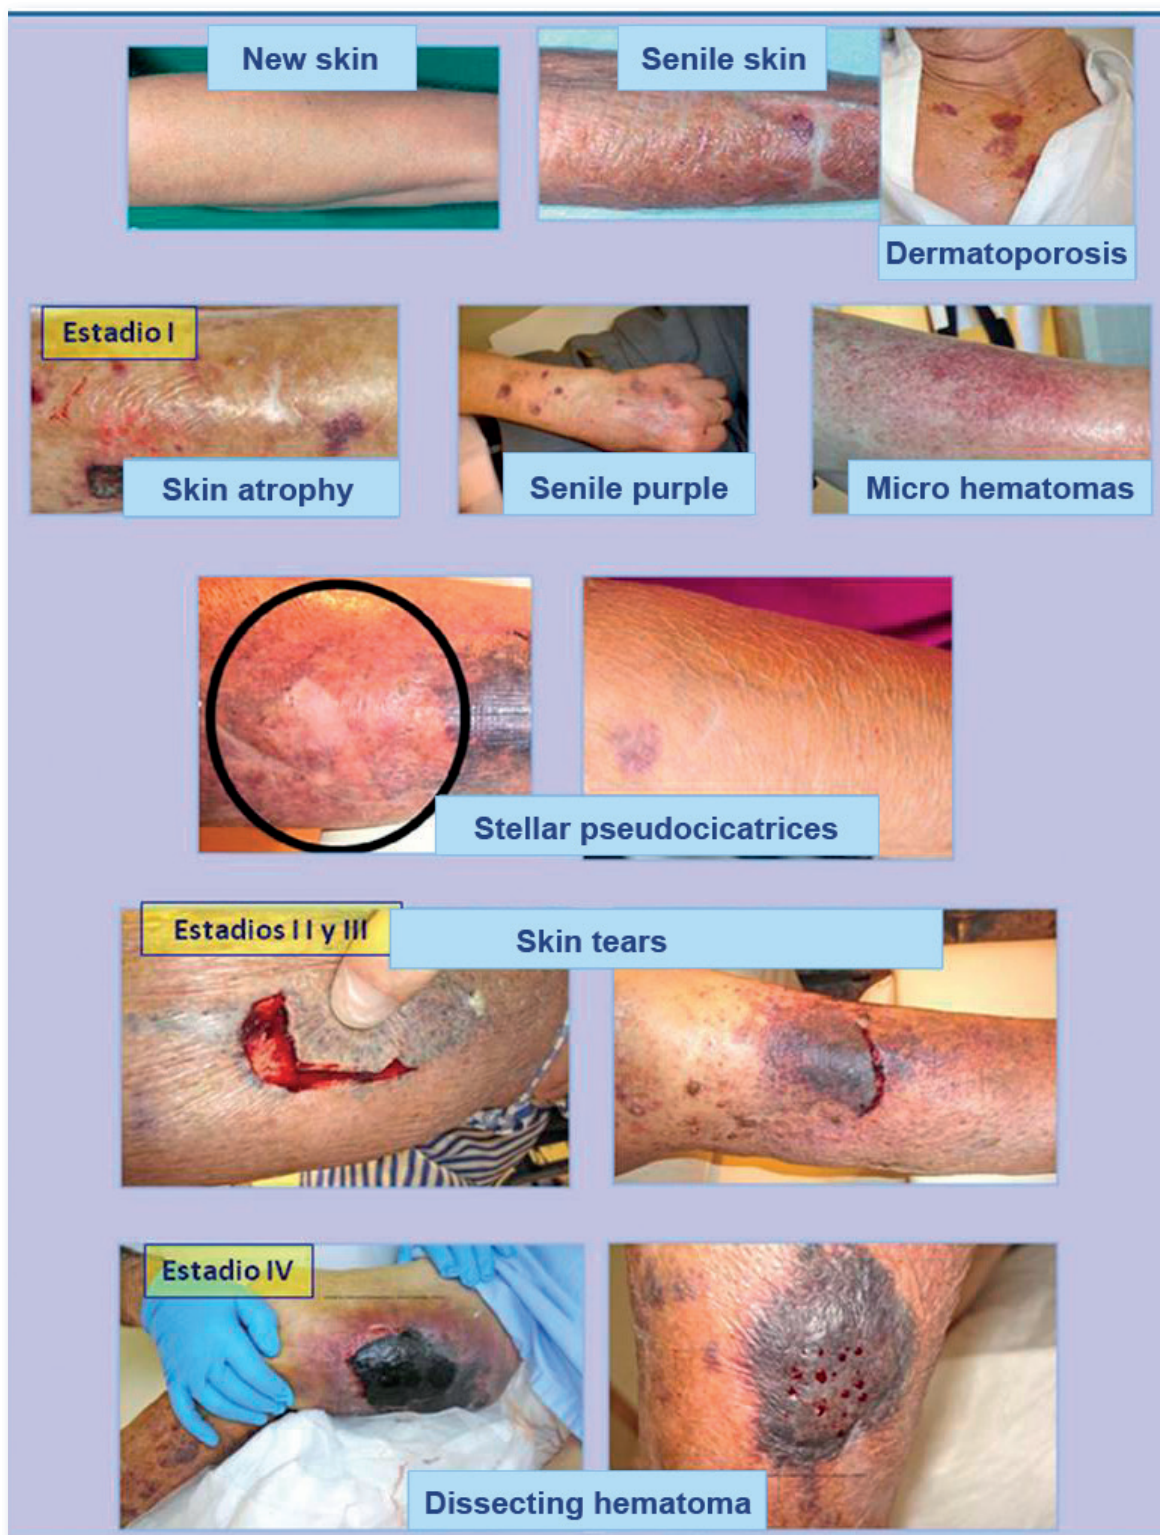 New skin
Senile skin
Dermatoporosis
Estadio I
Skin atrophy
Senile purple
Micro hematomas
Stellar pseudocicatrices
Estadios I I y III
Skin tears
Estadio IV
Dissecting hematoma